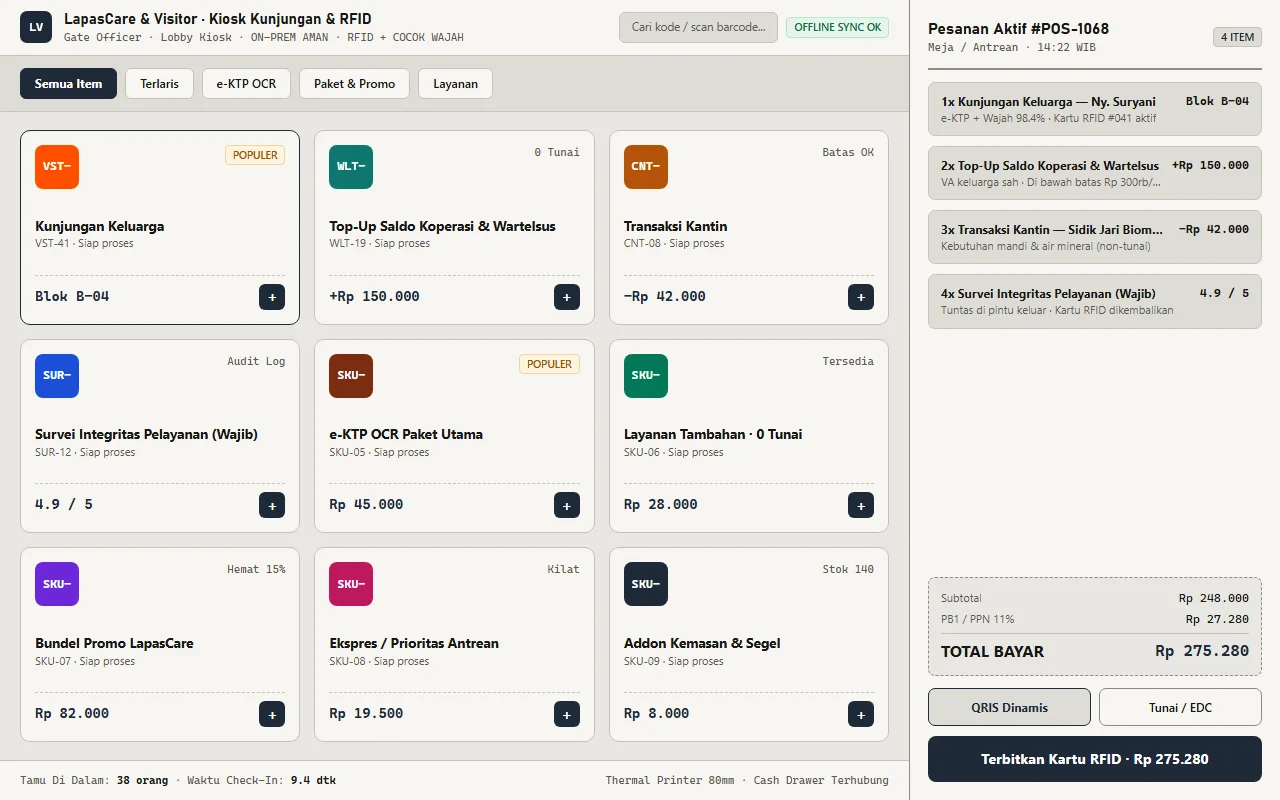 LV
LapasCare & Visitor · Kiosk Kunjungan & RFID
Gate Officer · Lobby Kiosk · ON-PREM AMAN · RFID + COCOK WAJAH
Cari kode / scan barcode...
OFFLINE SYNC OK
Semua Item
Terlaris
e-KTP OCR
Paket & Promo
Layanan
VST-
POPULER
Kunjungan Keluarga
VST-41 · Siap proses
Blok B-04
+
WLT-
0 Tunai
Top-Up Saldo Koperasi & Wartelsus
WLT-19 · Siap proses
+Rp 150.000
+
CNT-
Batas OK
Transaksi Kantin
CNT-08 · Siap proses
−Rp 42.000
+
SUR-
Audit Log
Survei Integritas Pelayanan (Wajib)
SUR-12 · Siap proses
4.9 / 5
+
SKU-
POPULER
e-KTP OCR Paket Utama
SKU-05 · Siap proses
Rp 45.000
+
SKU-
Tersedia
Layanan Tambahan · 0 Tunai
SKU-06 · Siap proses
Rp 28.000
+
SKU-
Hemat 15%
Bundel Promo LapasCare
SKU-07 · Siap proses
Rp 82.000
+
SKU-
Kilat
Ekspres / Prioritas Antrean
SKU-08 · Siap proses
Rp 19.500
+
SKU-
Stok 140
Addon Kemasan & Segel
SKU-09 · Siap proses
Rp 8.000
+
Tamu Di Dalam: 38 orang · Waktu Check-In: 9.4 dtk
Thermal Printer 80mm · Cash Drawer Terhubung
Pesanan Aktif #POS-1068
Meja / Antrean · 14:22 WIB
4 ITEM
1x Kunjungan Keluarga — Ny. Suryani
Blok B-04
e-KTP + Wajah 98.4% · Kartu RFID #041 aktif
2x Top-Up Saldo Koperasi & Wartelsus
+Rp 150.000
VA keluarga sah · Di bawah batas Rp 300rb/...
3x Transaksi Kantin — Sidik Jari Biom...
−Rp 42.000
Kebutuhan mandi & air mineral (non-tunai)
4x Survei Integritas Pelayanan (Wajib)
4.9 / 5
Tuntas di pintu keluar · Kartu RFID dikembalikan
Subtotal
Rp 248.000
PB1 / PPN 11%
Rp 27.280
TOTAL BAYAR
Rp 275.280
QRIS Dinamis
Tunai / EDC
Terbitkan Kartu RFID · Rp 275.280